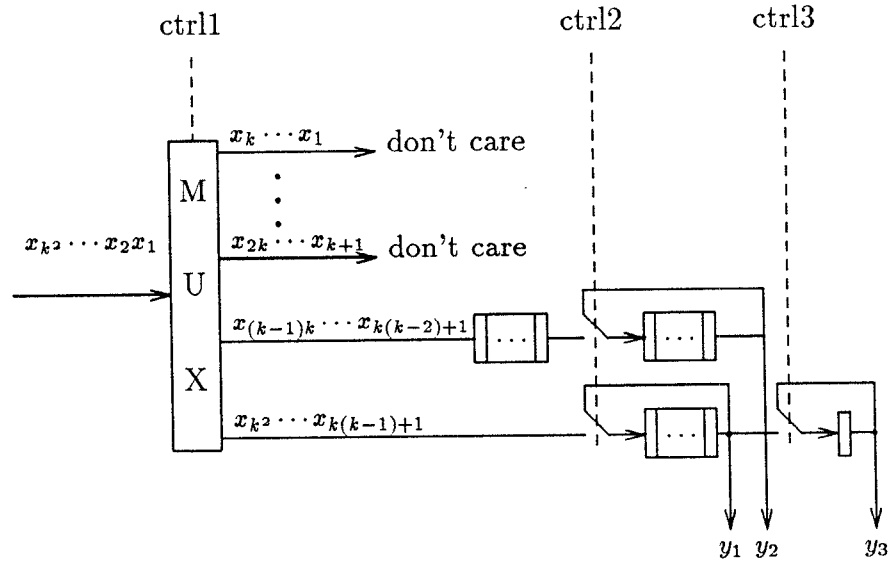 ctrl1
ctrl2
ctrl3
x_k ··· x_1
don't care
M
x_{k^2} ··· x_2x_1
x_{2k} ··· x_{k+1}
don't care
U
x_{(k-1)k} ··· x_{k(k-2)+1}
...
...
X
x_{k^2} ··· x_{k(k-1)+1}
...
y_1
y_2
y_3